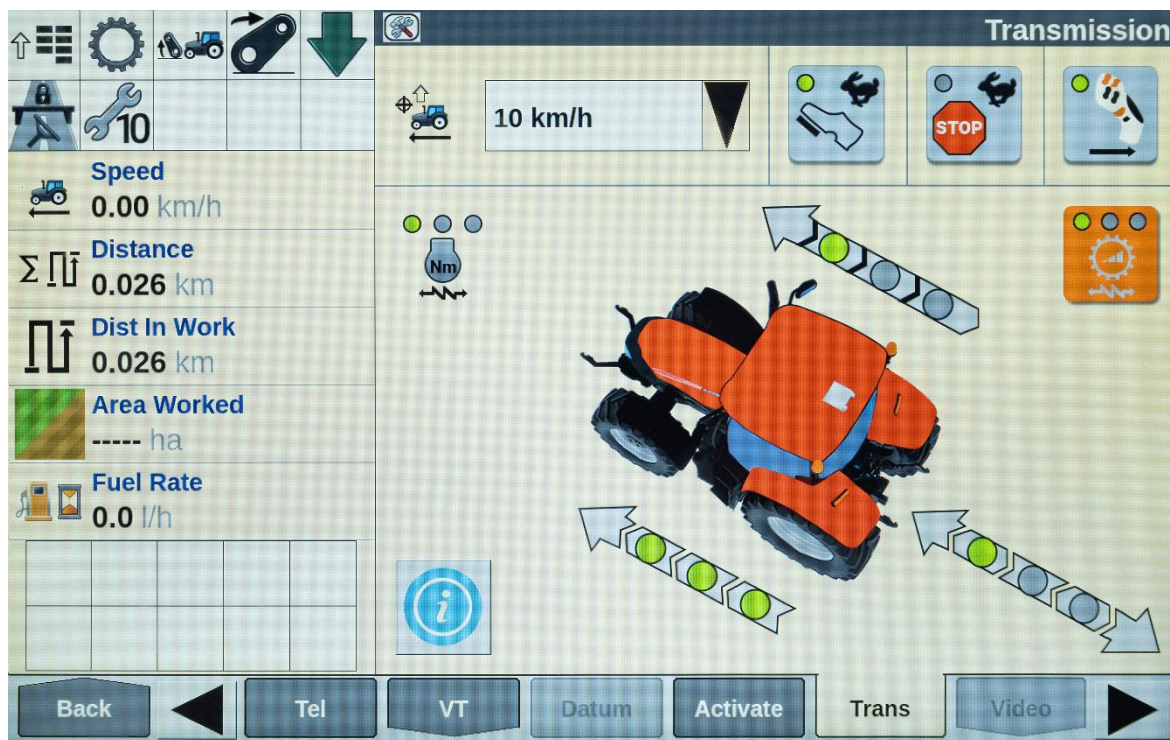 Transmission
10
10 km/h
STOP
Speed
0.00 km/h
Distance
Σ 0.026 km
Dist In Work
0.026 km
Area Worked
----- ha
Fuel Rate
0.0 l/h
Nm
i
Back Tel VT Datum Activate Trans Video